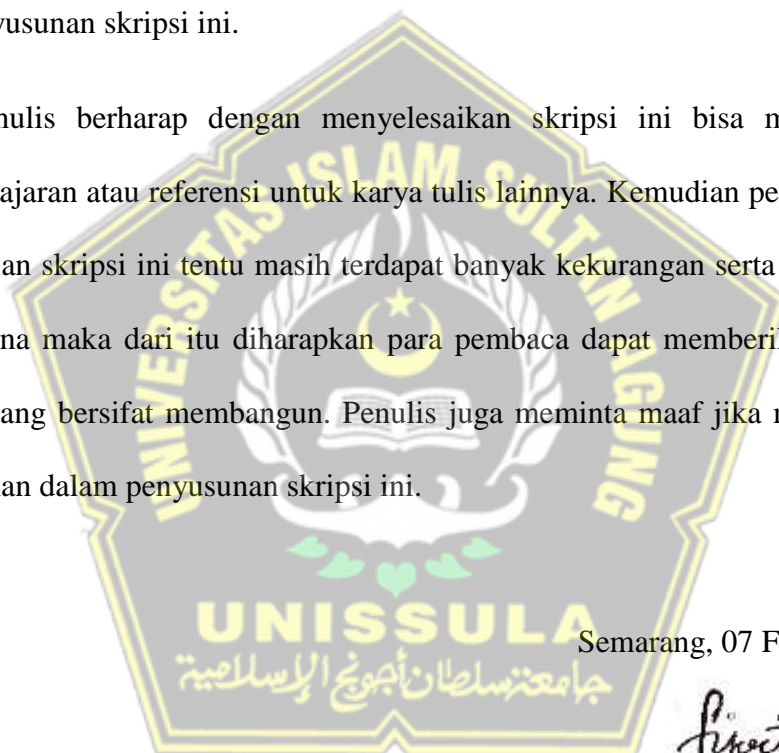 yusunan skripsi ini.
nulis berharap dengan menyelesaikan skripsi ini bisa m
ajaran atau referensi untuk karya tulis lainnya. Kemudian pe
an skripsi ini tentu masih terdapat banyak kekurangan serta
na maka dari itu diharapkan para pembaca dapat memberil
ang bersifat membangun. Penulis juga meminta maaf jika
an dalam penyusunan skripsi ini.
UNIVERSITAS ISLAM SULTAN AGUNG
UNISSULA
جامعتنسلطان أجونج الإسلامية
Semarang, 07 F